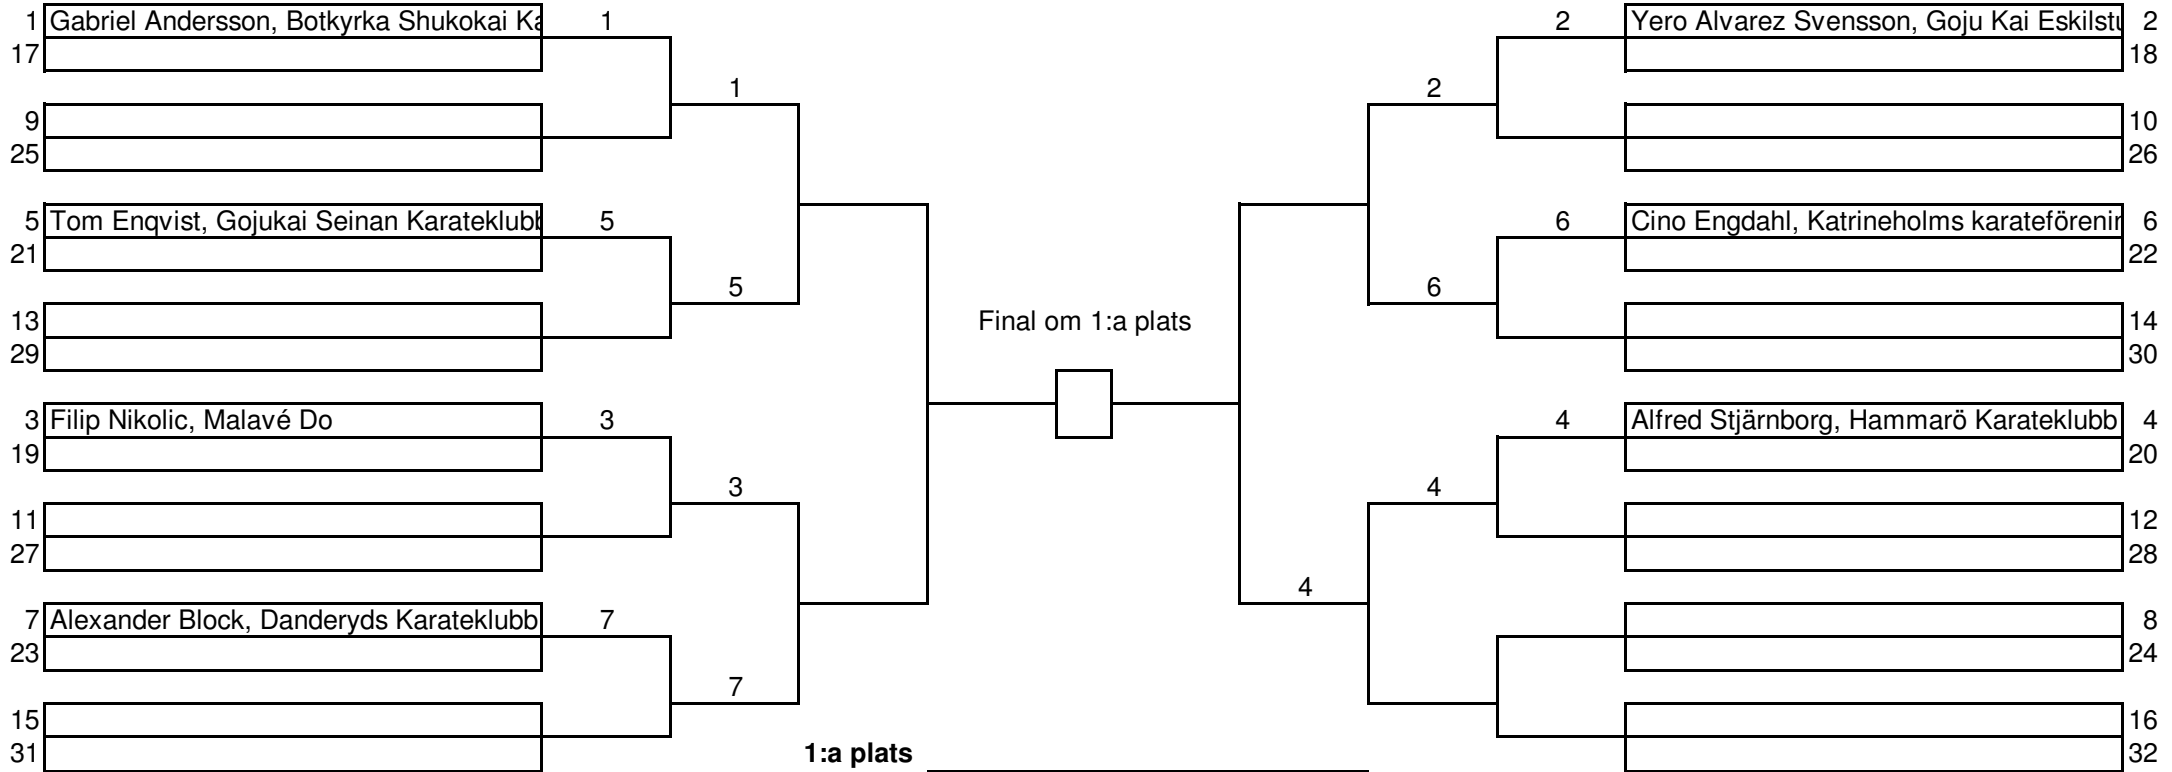 1 Gabriel Andersson, Botkyrka Shukokai Ka 1 2 Yero Alvarez Svensson, Goju Kai Eskilstu 2
17 18
1 2
9 10
25 26
5 Tom Enqvist, Gojukai Seinan Karateklubb 5 6 Cino Engdahl, Katrineholms karateförenin 6
21 22
5 6
13 Final om 1:a plats 14
29 30
3 Filip Nikolic, Malavé Do 3 4 Alfred Stjärnborg, Hammarö Karateklubb 4
19 20
3 4
11 12
27 28
4
7 Alexander Block, Danderyds Karateklubb 7 8
23 24
7
15 16
31 1:a plats 32